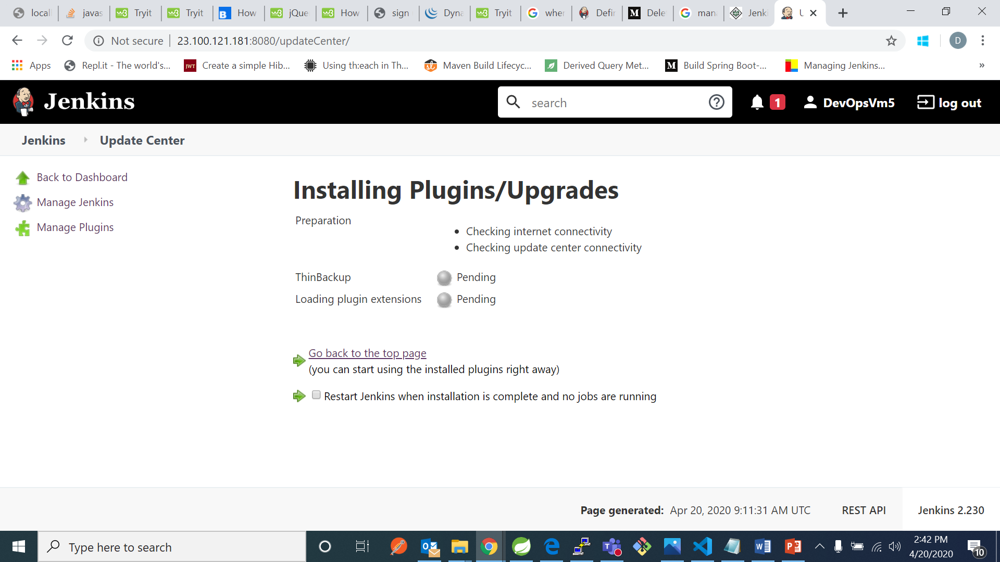 locall
javas
Tryit
Tryit
How
jQue
How
sign
Dyna
Tryit
wher
Defin
Dele
man
Jenki
Not secure
23.100.121.181:8080/updateCenter/
D
Apps
Repl.it - The world's...
JWT
Create a simple Hib...
Using th:each in Th...
Maven Build Lifecyc...
Derived Query Met...
M
Build Spring Boot-...
Managing Jenkins...
»
Jenkins
search
1
DevOpsVm5
log out
Jenkins
Update Center
Back to Dashboard
Manage Jenkins
Manage Plugins
Installing Plugins/Upgrades
Preparation
Checking internet connectivity
Checking update center connectivity
ThinBackup
Pending
Loading plugin extensions
Pending
Go back to the top page
(you can start using the installed plugins right away)
Restart Jenkins when installation is complete and no jobs are running
Page generated: Apr 20, 2020 9:11:31 AM UTC
REST API
Jenkins 2.230
Type here to search
2:42 PM
4/20/2020
10